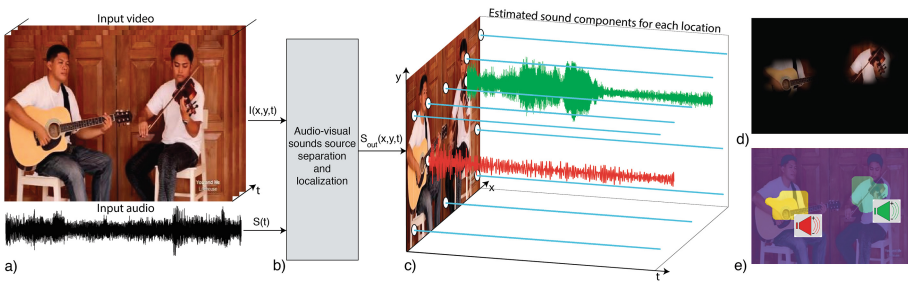 Input video
I(x,y,t)
t
Input audio
S(t)
a)
Audio-visual
sounds source
separation
and
localization
b)
S_out(x,y,t)
Estimated sound components for each location
y
x
t
c)
d)
e)